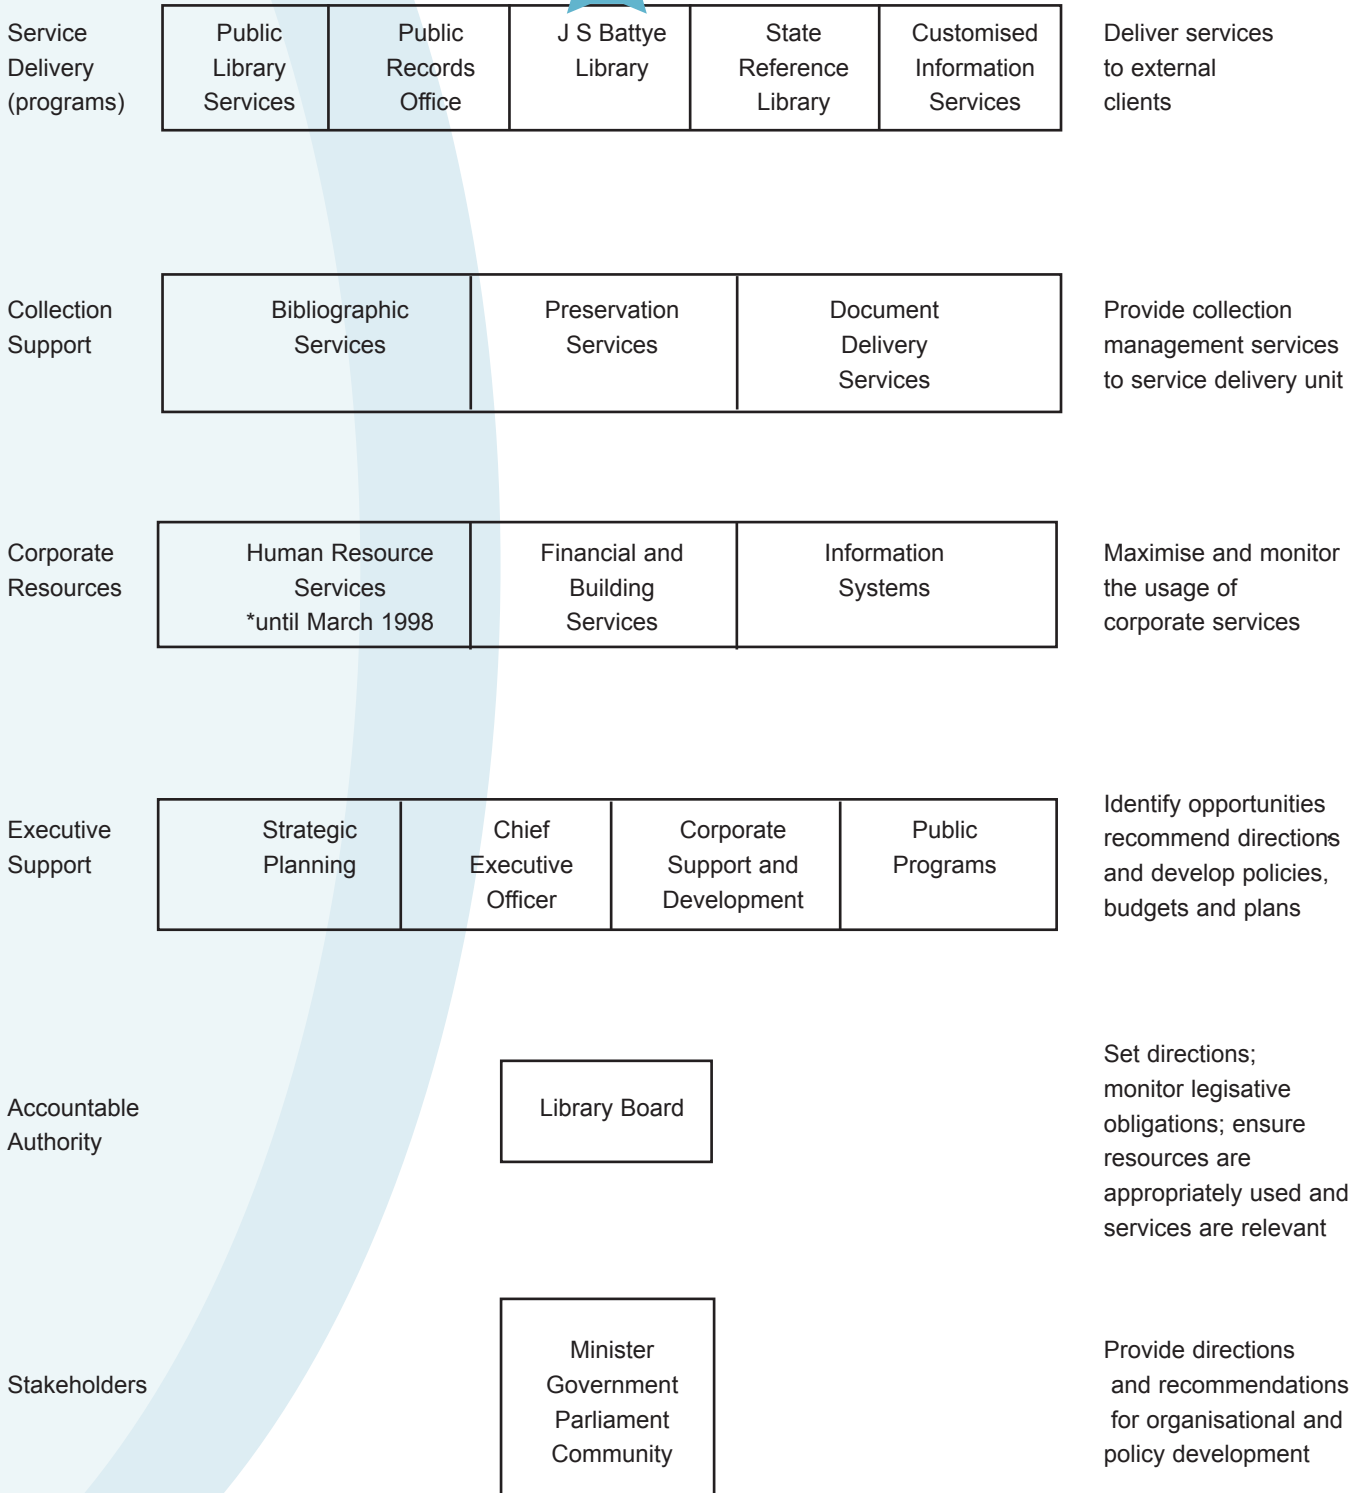 Service
Delivery
(programs)
Public
Library
Services
Public
Records
Office
J S Battye
Library
State
Reference
Library
Customised
Information
Services
Deliver services
to external
clients
Collection
Support
Bibliographic
Services
Preservation
Services
Document
Delivery
Services
Provide collection
management services
to service delivery unit
Corporate
Resources
Human Resource
Services
*until March 1998
Financial and
Building
Services
Information
Systems
Maximise and monitor
the usage of
corporate services
Executive
Support
Strategic
Planning
Chief
Executive
Officer
Corporate
Support and
Development
Public
Programs
Identify opportunities
recommend directions
and develop policies,
budgets and plans
Accountable
Authority
Library Board
Set directions;
monitor legisative
obligations; ensure
resources are
appropriately used and
services are relevant
Stakeholders
Minister
Government
Parliament
Community
Provide directions
and recommendations
for organisational and
policy development